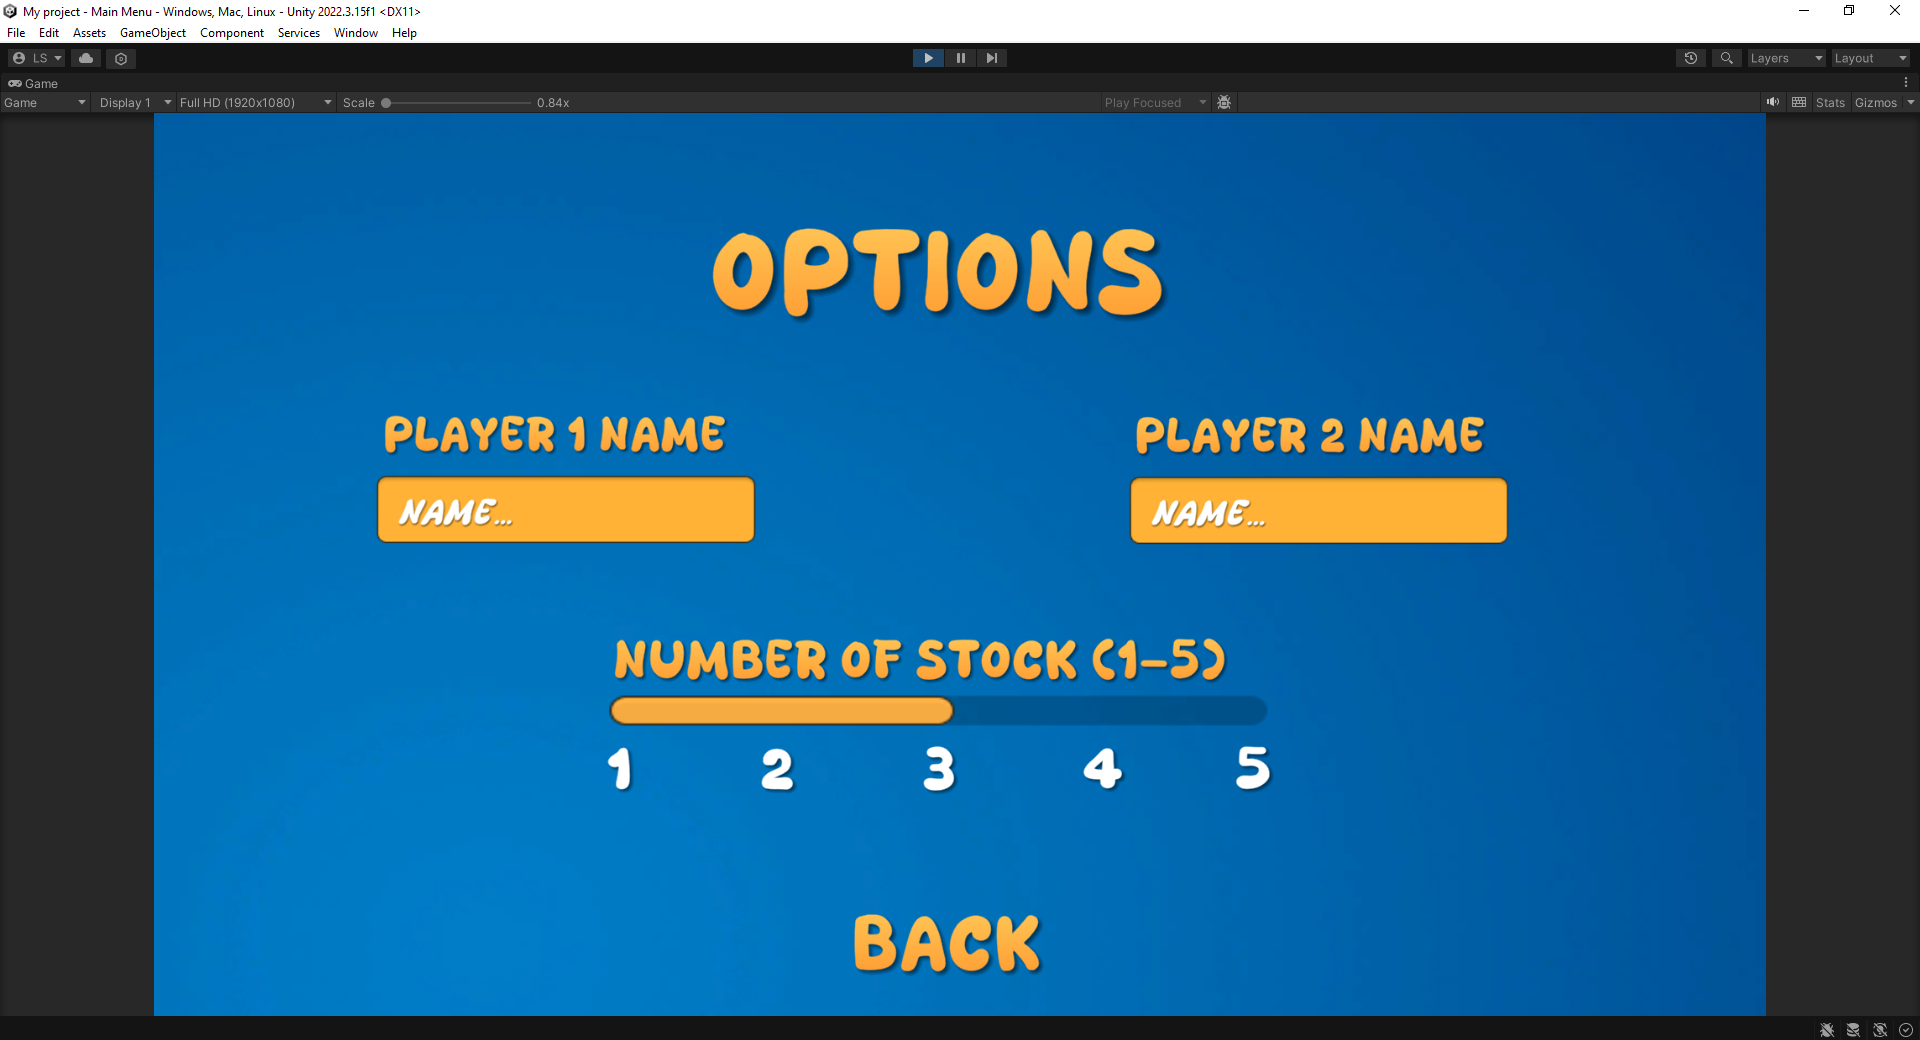 My project - Main Menu - Windows, Mac, Linux - Unity 2022.3.15f1 <DX11>
File Edit Assets GameObject Component Services Window Help
LS Layers Layout
Game
Game Display 1 Full HD (1920x1080) Scale 0.84x Play Focused Stats Gizmos
OPTIONS
PLAYER 1 NAME PLAYER 2 NAME
NAME... NAME...
NUMBER OF STOCK (1-5)
1 2 3 4 5
BACK